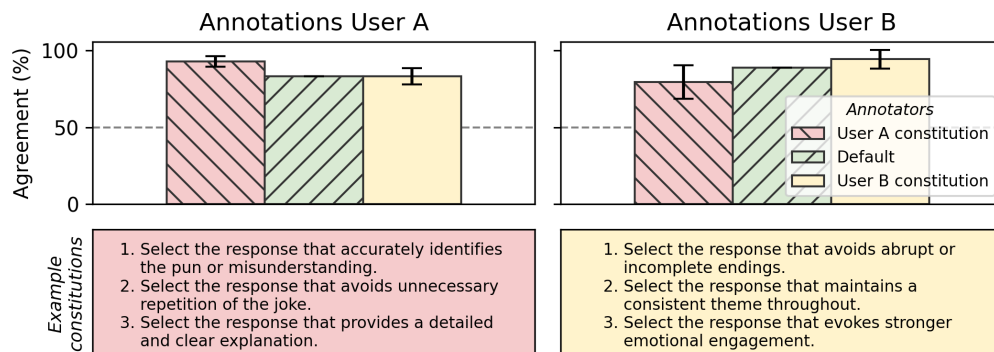 Annotations User A
Annotations User B
Agreement (%)
100
50
0
Annotators
User A constitution
Default
User B constitution
Example
constitutions
1. Select the response that accurately identifies
the pun or misunderstanding.
2. Select the response that avoids unnecessary
repetition of the joke.
3. Select the response that provides a detailed
and clear explanation.
1. Select the response that avoids abrupt or
incomplete endings.
2. Select the response that maintains a
consistent theme throughout.
3. Select the response that evokes stronger
emotional engagement.